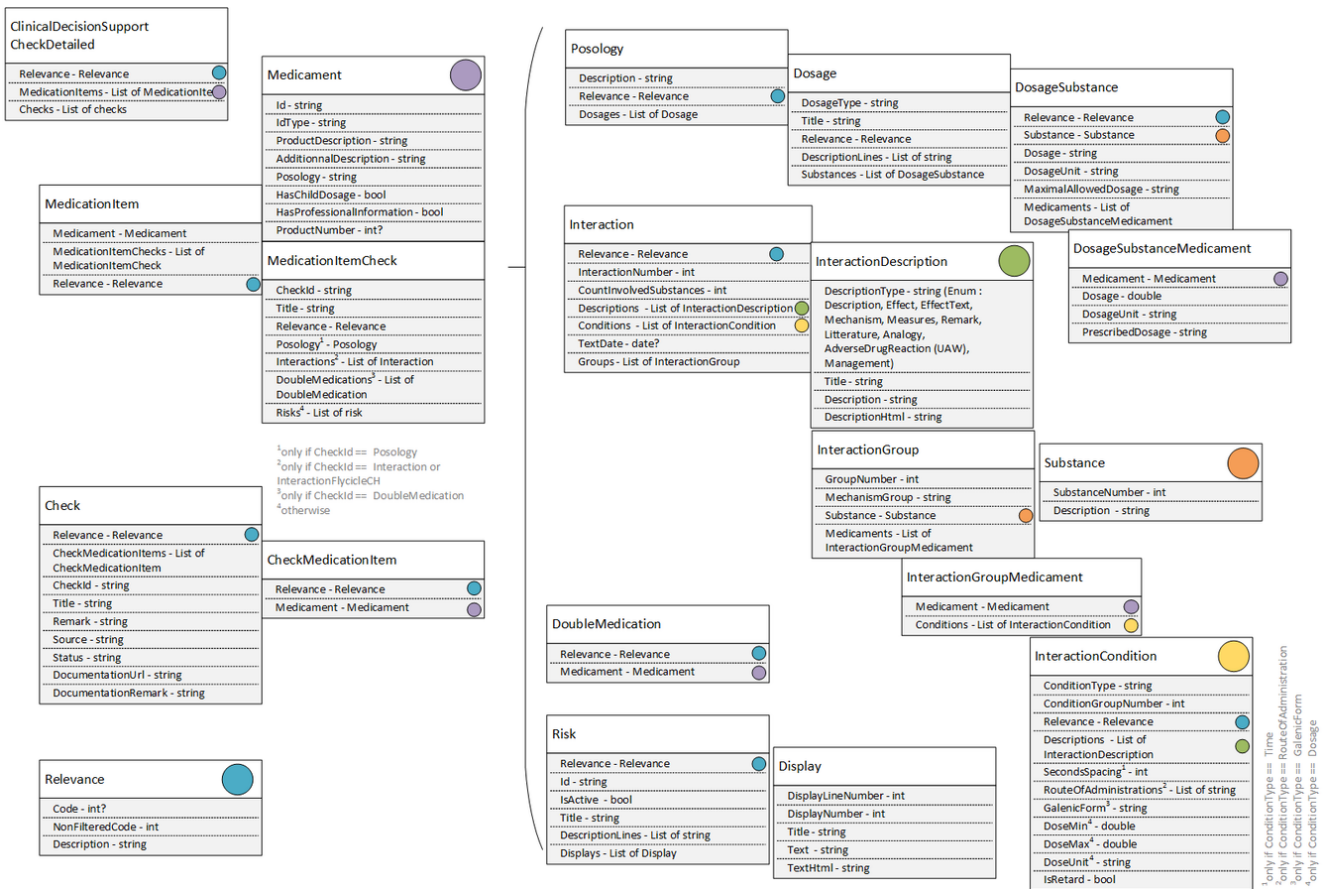 ClinicalDecisionSupport
CheckDetailed
Relevance - Relevance
MedicationItems - List of MedicationIte
Checks - List of checks
Medicament
Id - string
IdType - string
ProductDescription - string
AdditionnalDescription - string
Posology - string
HasChildDosage - bool
HasProfessionalInformation - bool
ProductNumber - int?
MedicationItem
Medicament - Medicament
MedicationItemChecks - List of
MedicationItemCheck
Relevance - Relevance
MedicationItemCheck
CheckId - string
Title - string
Relevance - Relevance
Posology¹ - Posology
Interactions² - List of Interaction
DoubleMedications³ - List of
DoubleMedication
Risks⁴ - List of risk
¹only if CheckId == Posology
²only if CheckId == Interaction or
InteractionFlycicleCH
³only if CheckId == DoubleMedication
⁴otherwise
Check
Relevance - Relevance
CheckMedicationItems - List of
CheckMedicationItem
CheckId - string
Title - string
Remark - string
Source - string
Status - string
DocumentationUrl - string
DocumentationRemark - string
CheckMedicationItem
Relevance - Relevance
Medicament - Medicament
Relevance
Code - int?
NonFilteredCode - int
Description - string
Posology
Description - string
Relevance - Relevance
Dosages - List of Dosage
Dosage
DosageType - string
Title - string
Relevance - Relevance
DescriptionLines - List of string
Substances - List of DosageSubstance
DosageSubstance
Relevance - Relevance
Substance - Substance
Dosage - string
DosageUnit - string
MaximalAllowedDosage - string
Medicaments - List of
DosageSubstanceMedicament
DosageSubstanceMedicament
Medicament - Medicament
Dosage - double
DosageUnit - string
PrescribedDosage - string
Interaction
Relevance - Relevance
InteractionNumber - int
CountInvolvedSubstances - int
Descriptions - List of InteractionDescription
Conditions - List of InteractionCondition
TextDate - date?
Groups - List of InteractionGroup
InteractionDescription
DescriptionType - string (Enum :
Description, Effect, EffectText,
Mechanism, Measures, Remark,
Litterature, Analogy,
AdverseDrugReaction (UAW),
Management)
Title - string
Description - string
DescriptionHtml - string
InteractionGroup
GroupNumber - int
MechanismGroup - string
Substance - Substance
Medicaments - List of
InteractionGroupMedicament
Substance
SubstanceNumber - int
Description - string
InteractionGroupMedicament
Medicament - Medicament
Conditions - List of InteractionCondition
DoubleMedication
Relevance - Relevance
Medicament - Medicament
Risk
Relevance - Relevance
Id - string
IsActive - bool
Title - string
DescriptionLines - List of string
Displays - List of Display
Display
DisplayLineNumber - int
DisplayNumber - int
Title - string
Text - string
TextHtml - string
InteractionCondition
ConditionType - string
ConditionGroupNumber - int
Relevance - Relevance
Descriptions - List of
InteractionDescription
SecondsSpacing¹ - int
RouteOfAdministrations² - List of string
GalenicForm³ - string
DoseMin⁴ - double
DoseMax⁴ - double
DoseUnit⁴ - string
IsRetard - bool
¹only if ConditionType == Time
²only if ConditionType == RouteOfAdministration
³only if ConditionType == GalenicForm
⁴only if ConditionType == Dosage